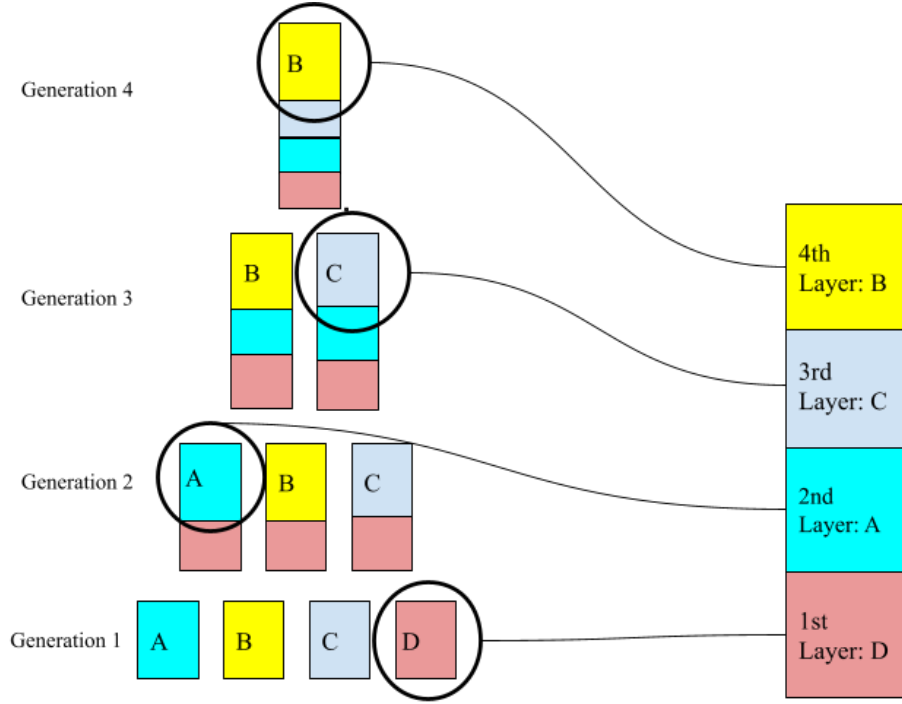 Generation 4
B
Generation 3
B
C
Generation 2
A
B
C
Generation 1
A
B
C
D
4th
Layer: B
3rd
Layer: C
2nd
Layer: A
1st
Layer: D